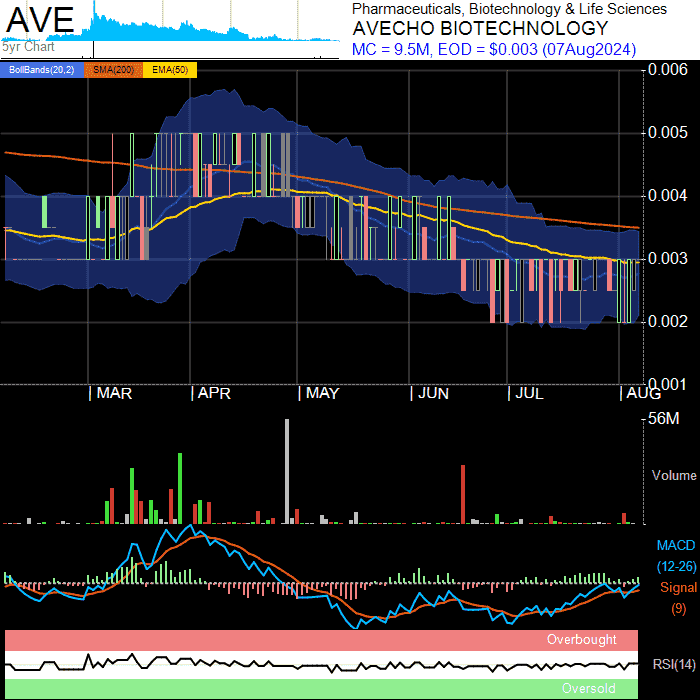 AVE
5yr Chart
Pharmaceuticals, Biotechnology & Life Sciences
AVECHO BIOTECHNOLOGY
MC = 9.5M, EOD = $0.003 (07Aug2024)
BollBands(20,2) SMA(200) EMA(50)
0.006
0.005
0.004
0.003
0.002
0.001
MAR APR MAY JUN JUL AUG
56M
Volume
MACD
(12-26)
Signal
(9)
Overbought
RSI(14)
Oversold